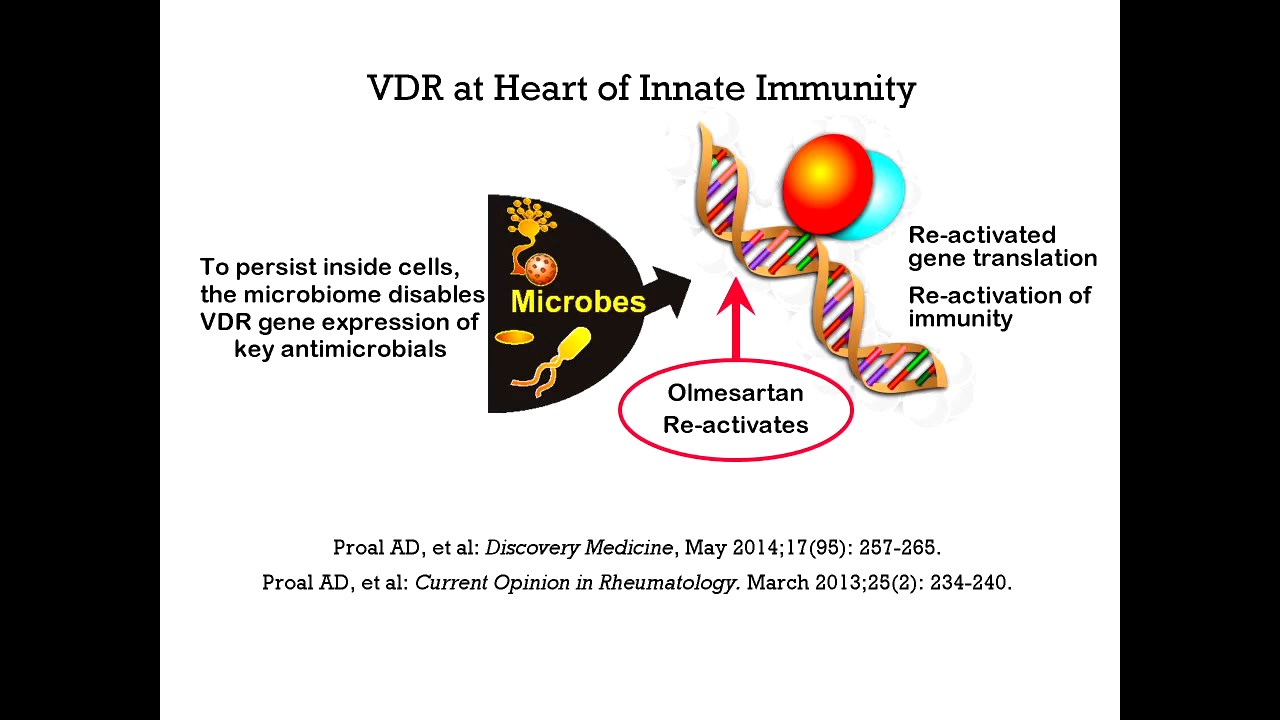 VDR at Heart of Innate Immunity
To persist inside cells,
the microbiome disables
VDR gene expression of
key antimicrobials
Microbes
Re-activated
gene translation
Re-activation of
immunity
Olmesartan
Re-activates
Proal AD, et al: Discovery Medicine, May 2014;17(95): 257-265.
Proal AD, et al: Current Opinion in Rheumatology. March 2013;25(2): 234-240.